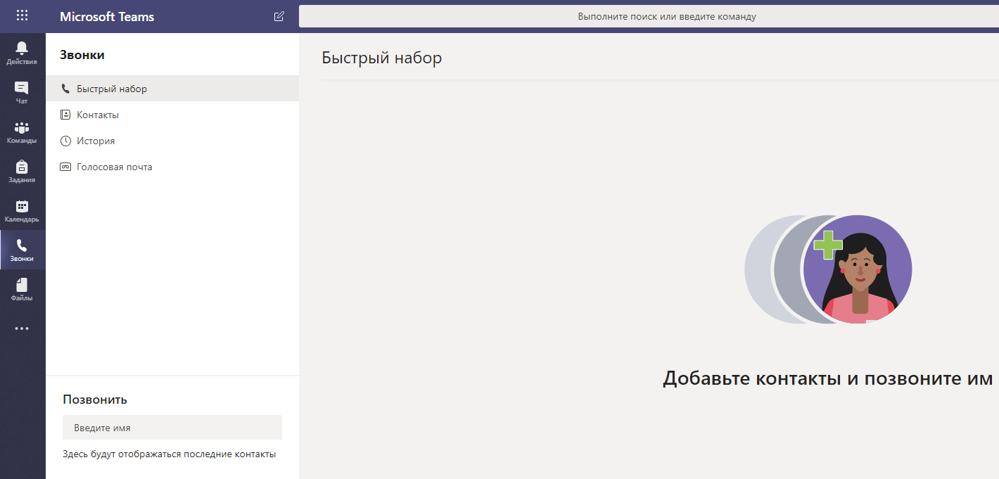 Microsoft Teams
Выполните поиск или введите команду
Действия
Чат
Команды
Задания
Календарь
Звонки
Файлы
Звонки
Быстрый набор
Контакты
История
Голосовая почта
Позвонить
Введите имя
Здесь будут отображаться последние контакты
Быстрый набор
Добавьте контакты и позвоните им